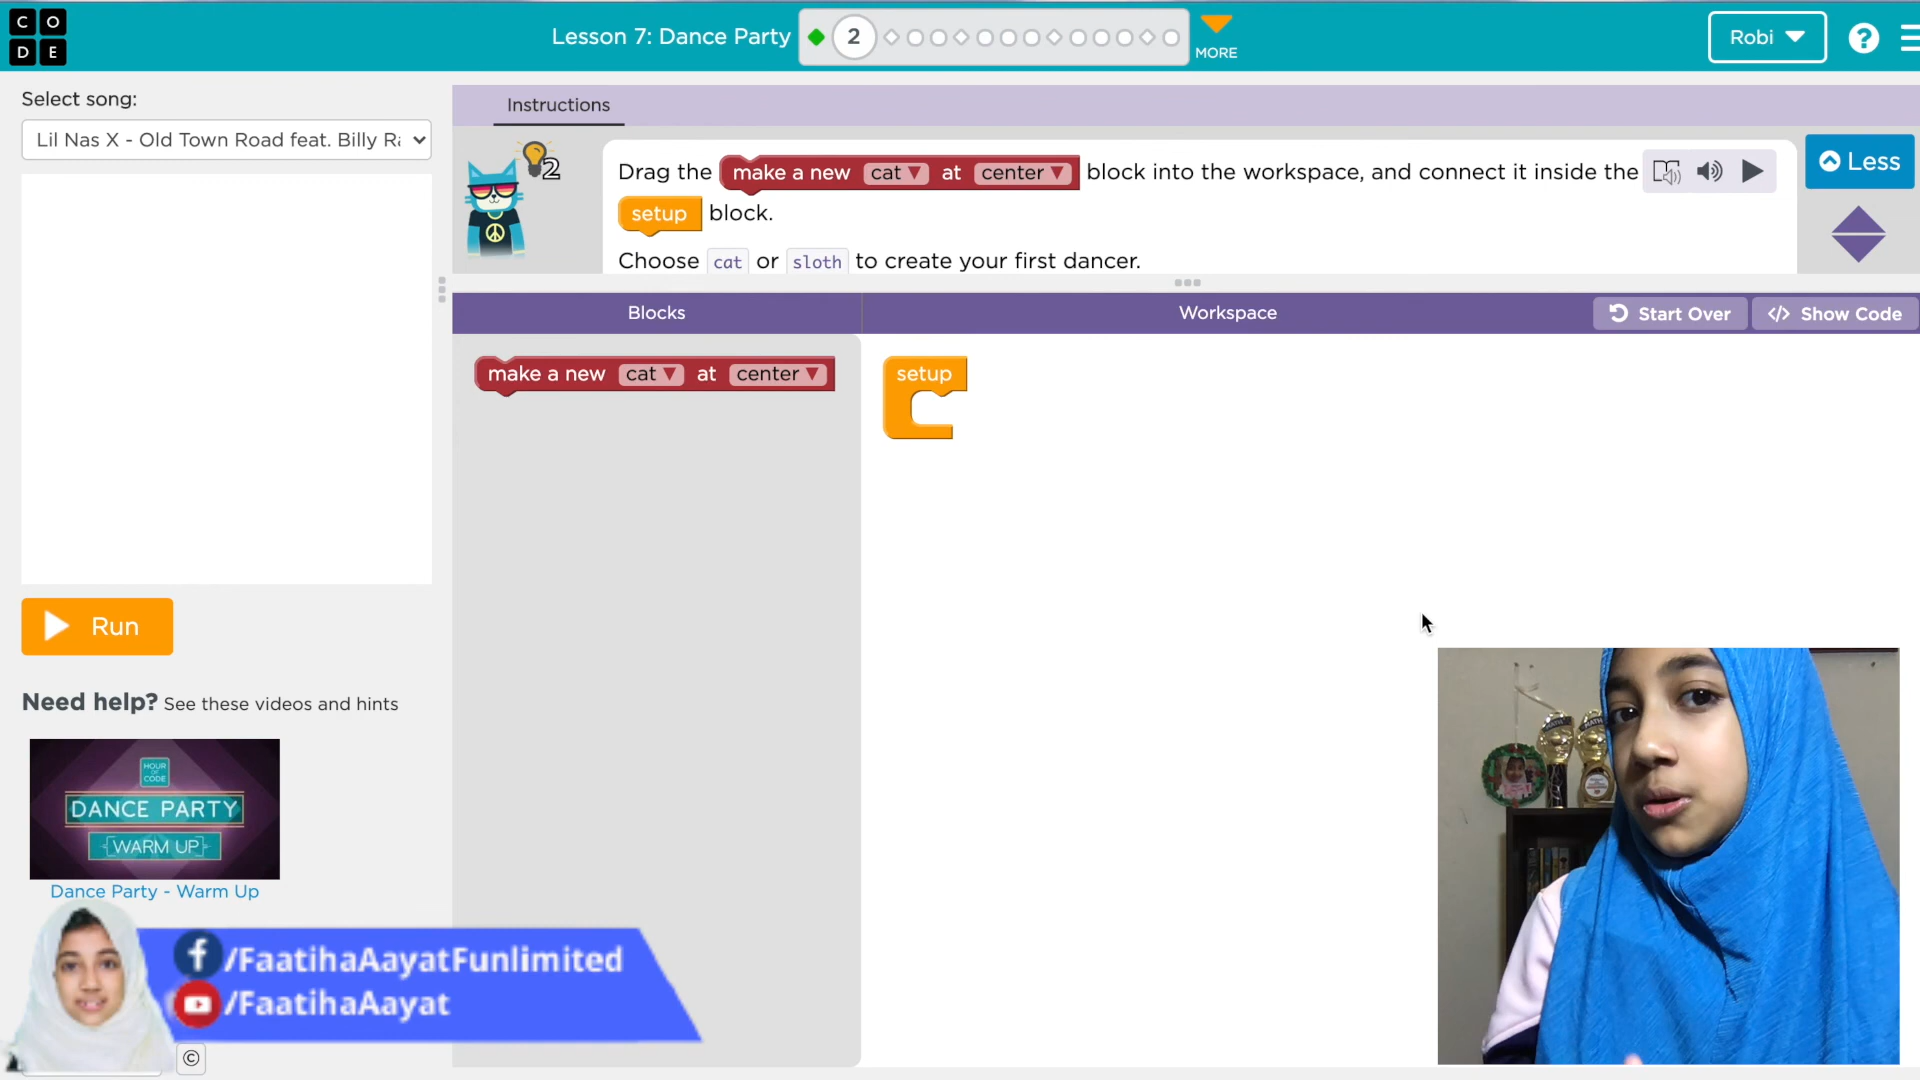 CODE
Lesson 7: Dance Party
2
MORE
Robi
?
Select song:
Lil Nas X - Old Town Road feat. Billy Ra
Instructions
2
Drag the make a new cat at center block into the workspace, and connect it inside the
setup block.
Choose cat or sloth to create your first dancer.
Less
Blocks
Workspace
Start Over
</> Show Code
make a new cat at center
setup
Run
Need help? See these videos and hints
HOUR OF CODE
DANCE PARTY
WARM UP
Dance Party - Warm Up
f /FaatihaAayatFunlimited
/FaatihaAayat
©